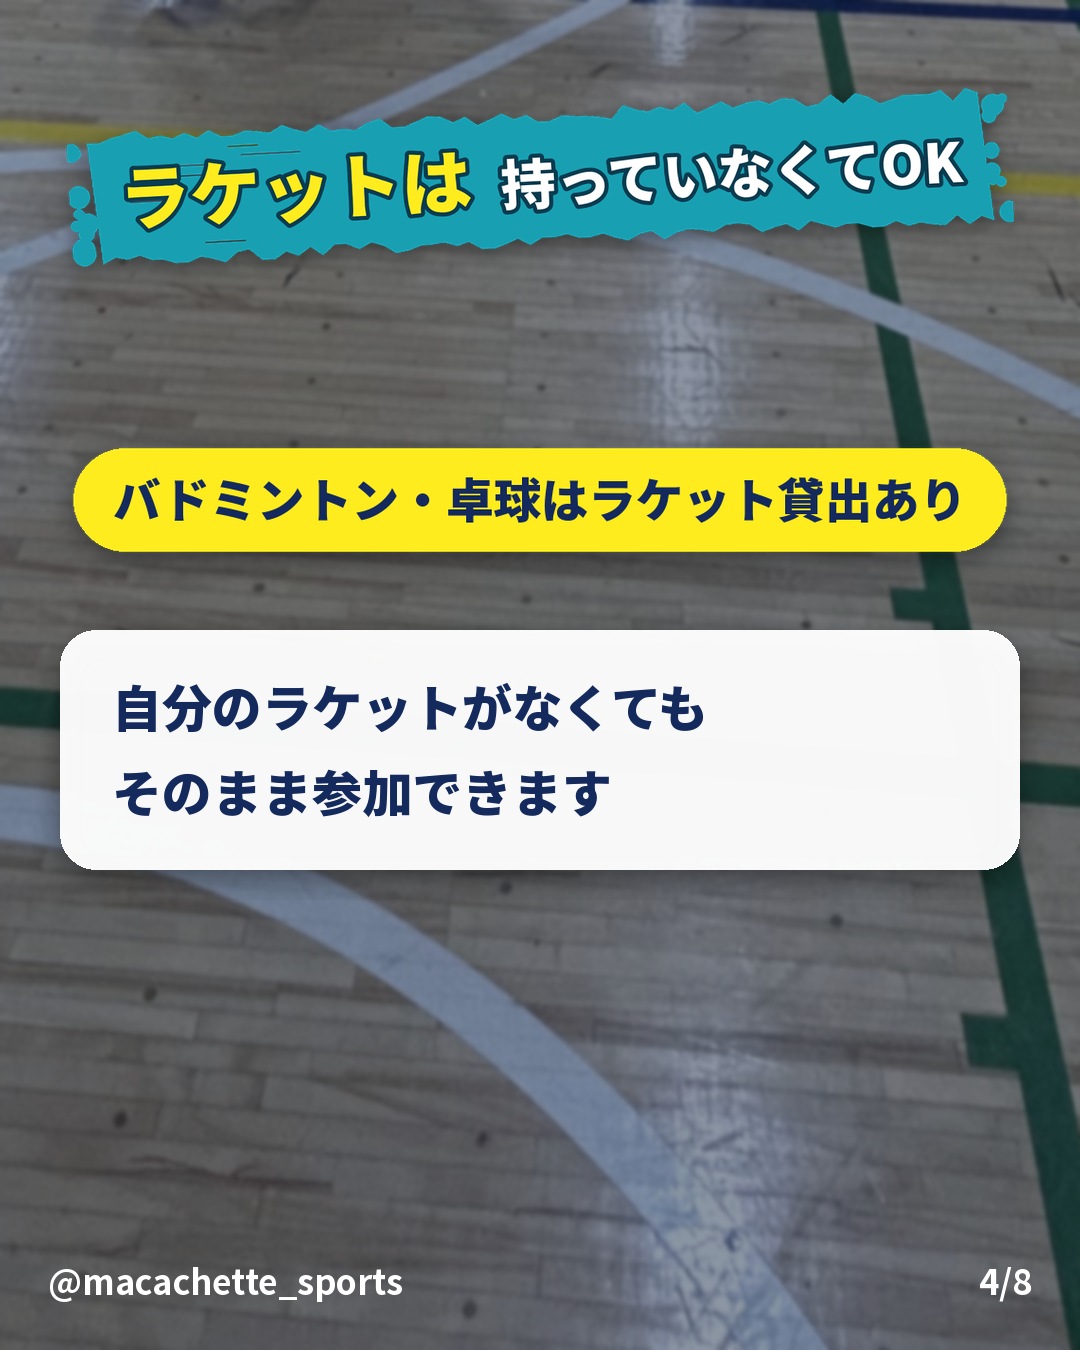 ラケットは 持っていなくてOK
バドミントン・卓球はラケット貸出あり
自分のラケットがなくても
そのまま参加できます
@macachette_sports
4/8